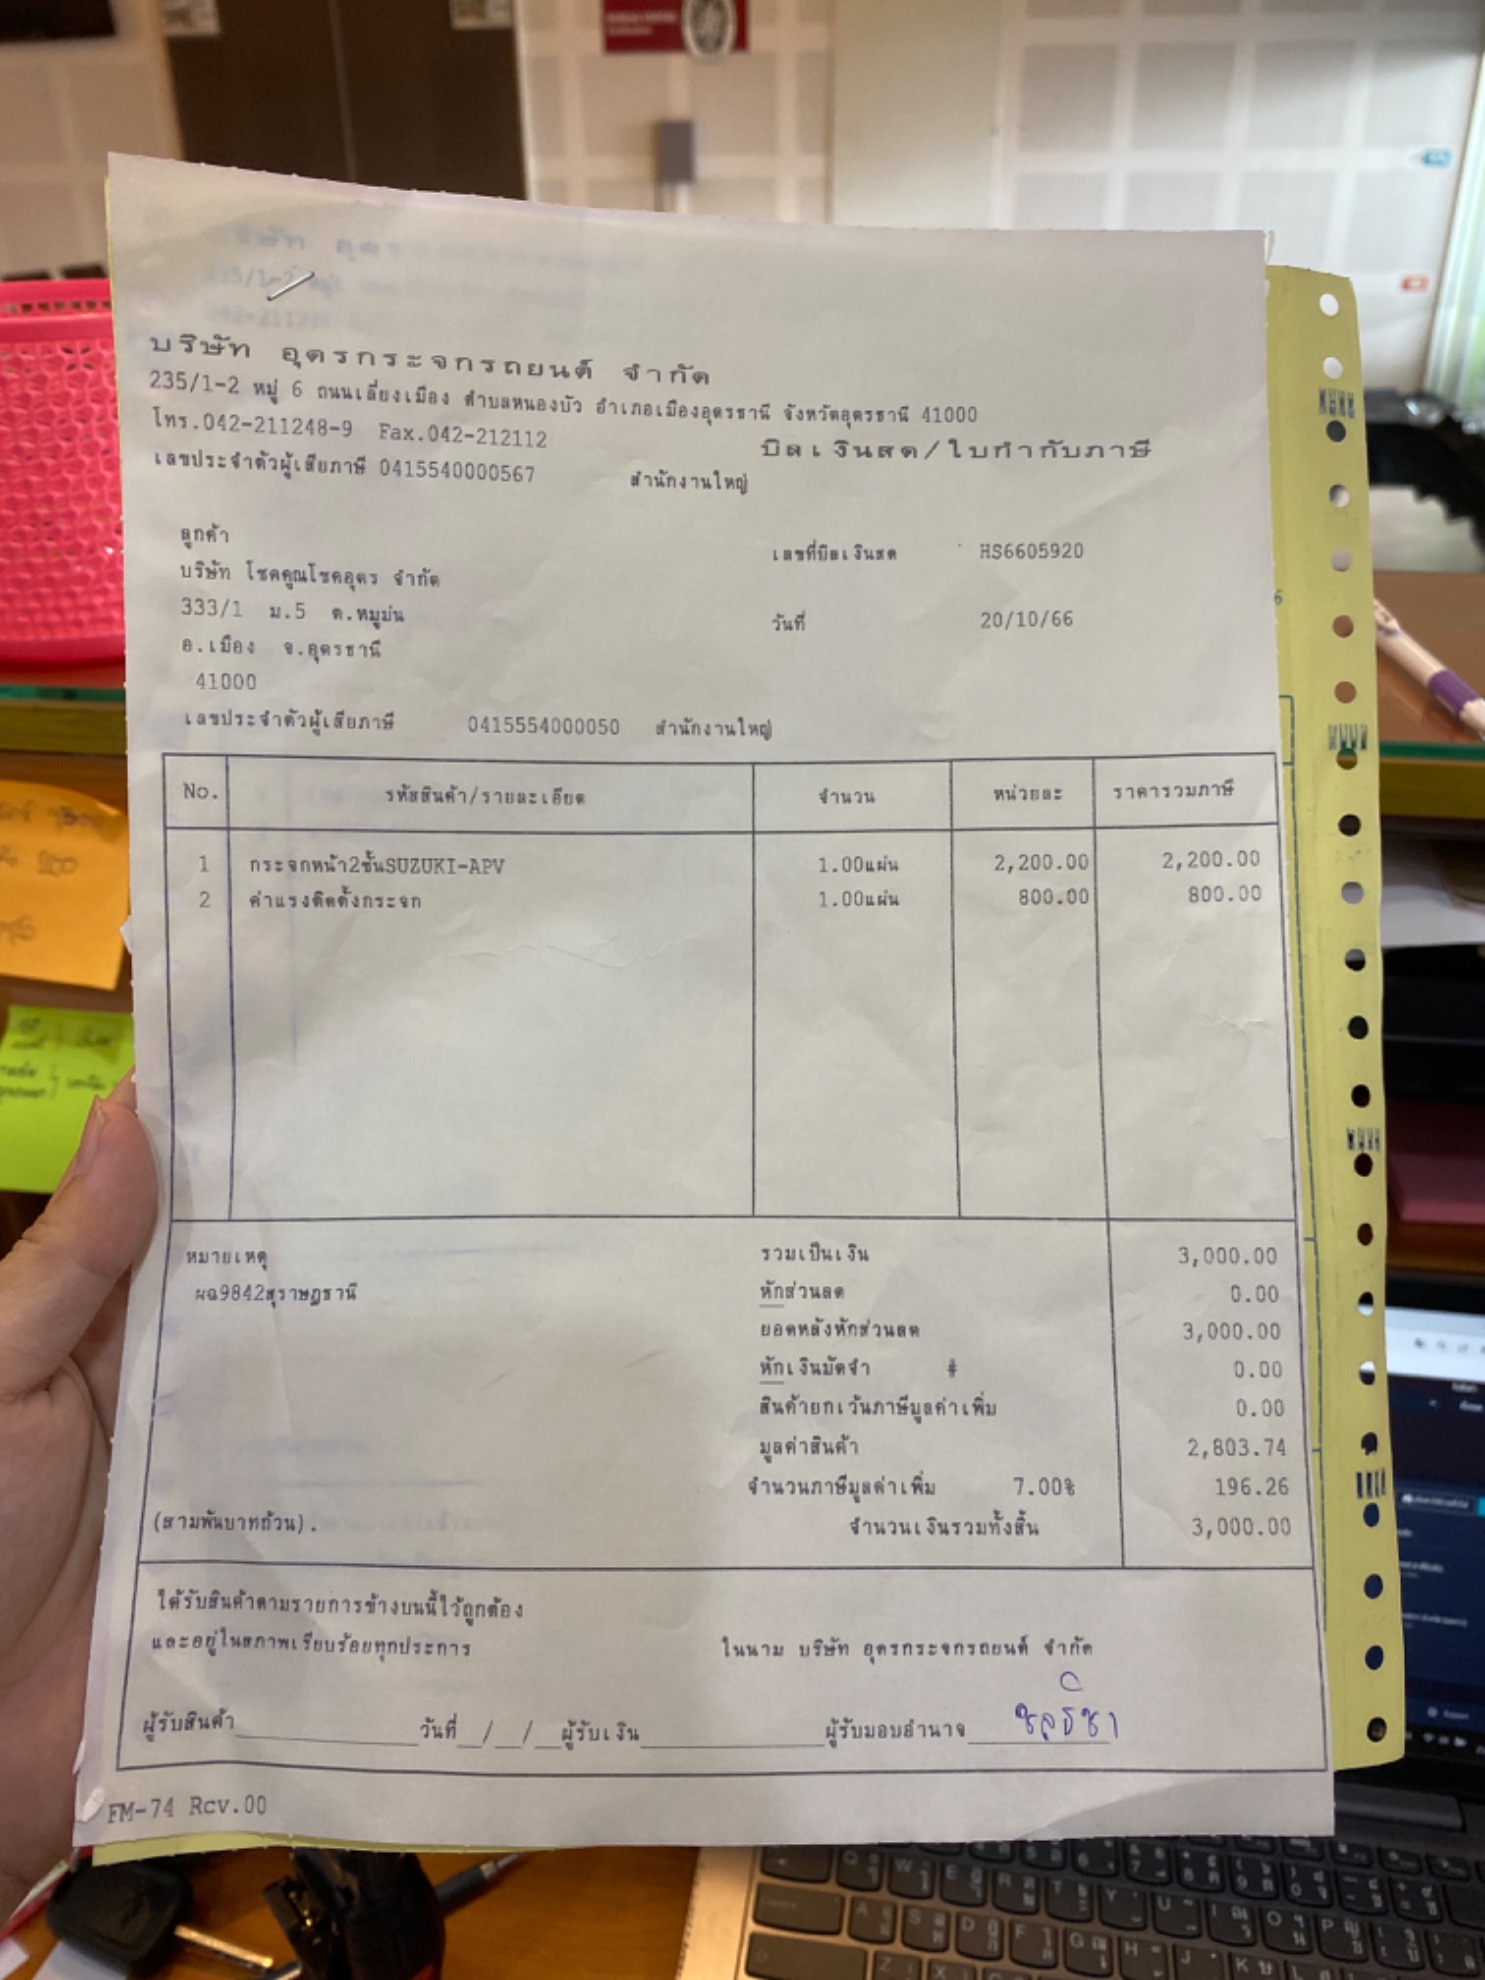 บริษัท อุดรกระจกรถยนต์ จำกัด
235/1-2 หมู่ 6 ถนนเลี่ยงเมือง ตำบลหนองบัว อำเภอเมืองอุดรธานี จังหวัดอุดรธานี 41000
โทร.042-211248-9 Fax.042-212112
บิลเงินสด/ใบกำกับภาษี
เลขประจำตัวผู้เสียภาษี 0415540000567 สำนักงานใหญ่
ลูกค้า
เลขที่บิลเงินสด HS6605920
บริษัท โชคคูณโชคอุดร จำกัด
333/1 ม.5 ต.หมูม่น
วันที่ 20/10/66
อ.เมือง จ.อุดรธานี
41000
เลขประจำตัวผู้เสียภาษี 0415554000050 สำนักงานใหญ่
No. รหัสสินค้า/รายละเอียด จำนวน หน่วยละ ราคารวมภาษี
1 กระจกหน้า2ชั้นSUZUKI-APV 1.00แผ่น 2,200.00 2,200.00
2 ค่าแรงติดตั้งกระจก 1.00แผ่น 800.00 800.00
หมายเหตุ รวมเป็นเงิน 3,000.00
ผฉ9842สุราษฎธานี หักส่วนลด 0.00
ยอดหลังหักส่วนลด 3,000.00
หักเงินมัดจำ # 0.00
สินค้ายกเว้นภาษีมูลค่าเพิ่ม 0.00
มูลค่าสินค้า 2,803.74
จำนวนภาษีมูลค่าเพิ่ม 7.00% 196.26
(สามพันบาทถ้วน). จำนวนเงินรวมทั้งสิ้น 3,000.00
ได้รับสินค้าตามรายการข้างบนนี้ไว้ถูกต้อง
และอยู่ในสภาพเรียบร้อยทุกประการ ในนาม บริษัท อุดรกระจกรถยนต์ จำกัด
ผู้รับสินค้า วันที่ / / ผู้รับเงิน ผู้รับมอบอำนาจ ชลธิชา
FM-74 Rcv.00